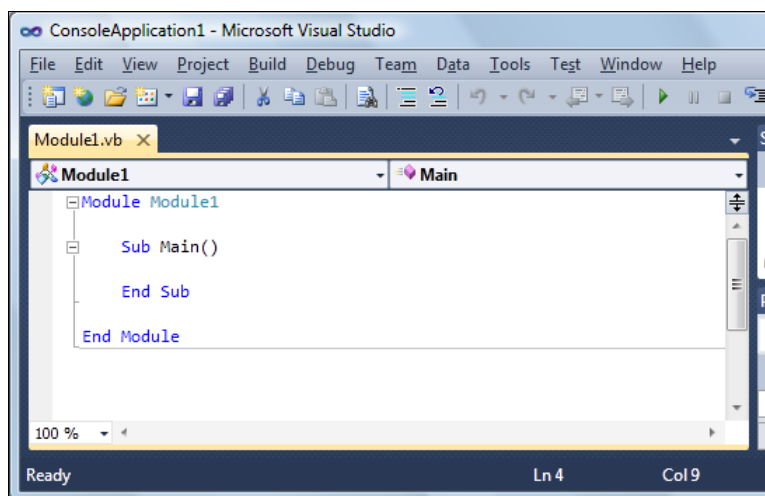 ConsoleApplication1 - Microsoft Visual Studio
File Edit View Project Build Debug Team Data Tools Test Window Help
Module1.vb
Module1 Main
Module Module1
Sub Main()
End Sub
End Module
100 %
Ready Ln 4 Col 9